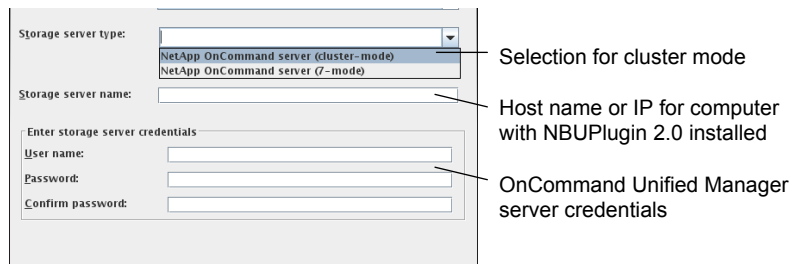 Storage server type:
NetApp OnCommand server (cluster-mode)
NetApp OnCommand server (7-mode)
Selection for cluster mode
Storage server name:
Host name or IP for computer
with NBUPlugin 2.0 installed
Enter storage server credentials
User name:
Password:
Confirm password:
OnCommand Unified Manager
server credentials